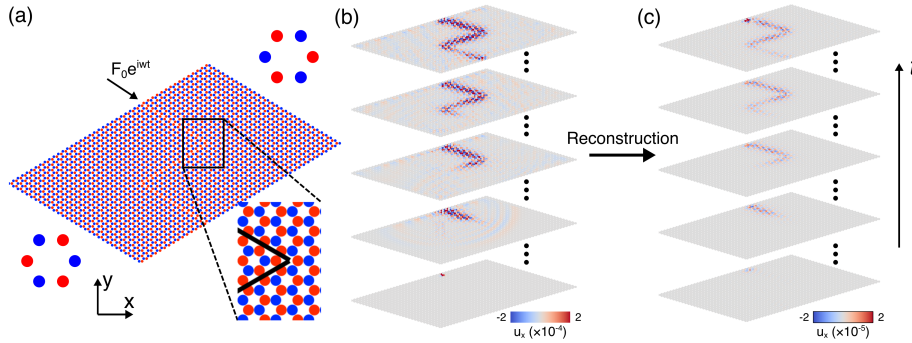 (a)
F₀eⁱʷᵗ
y
x
(b)
-2
2
uₓ (×10⁻⁴)
Reconstruction
(c)
-2
2
uₓ (×10⁻⁵)